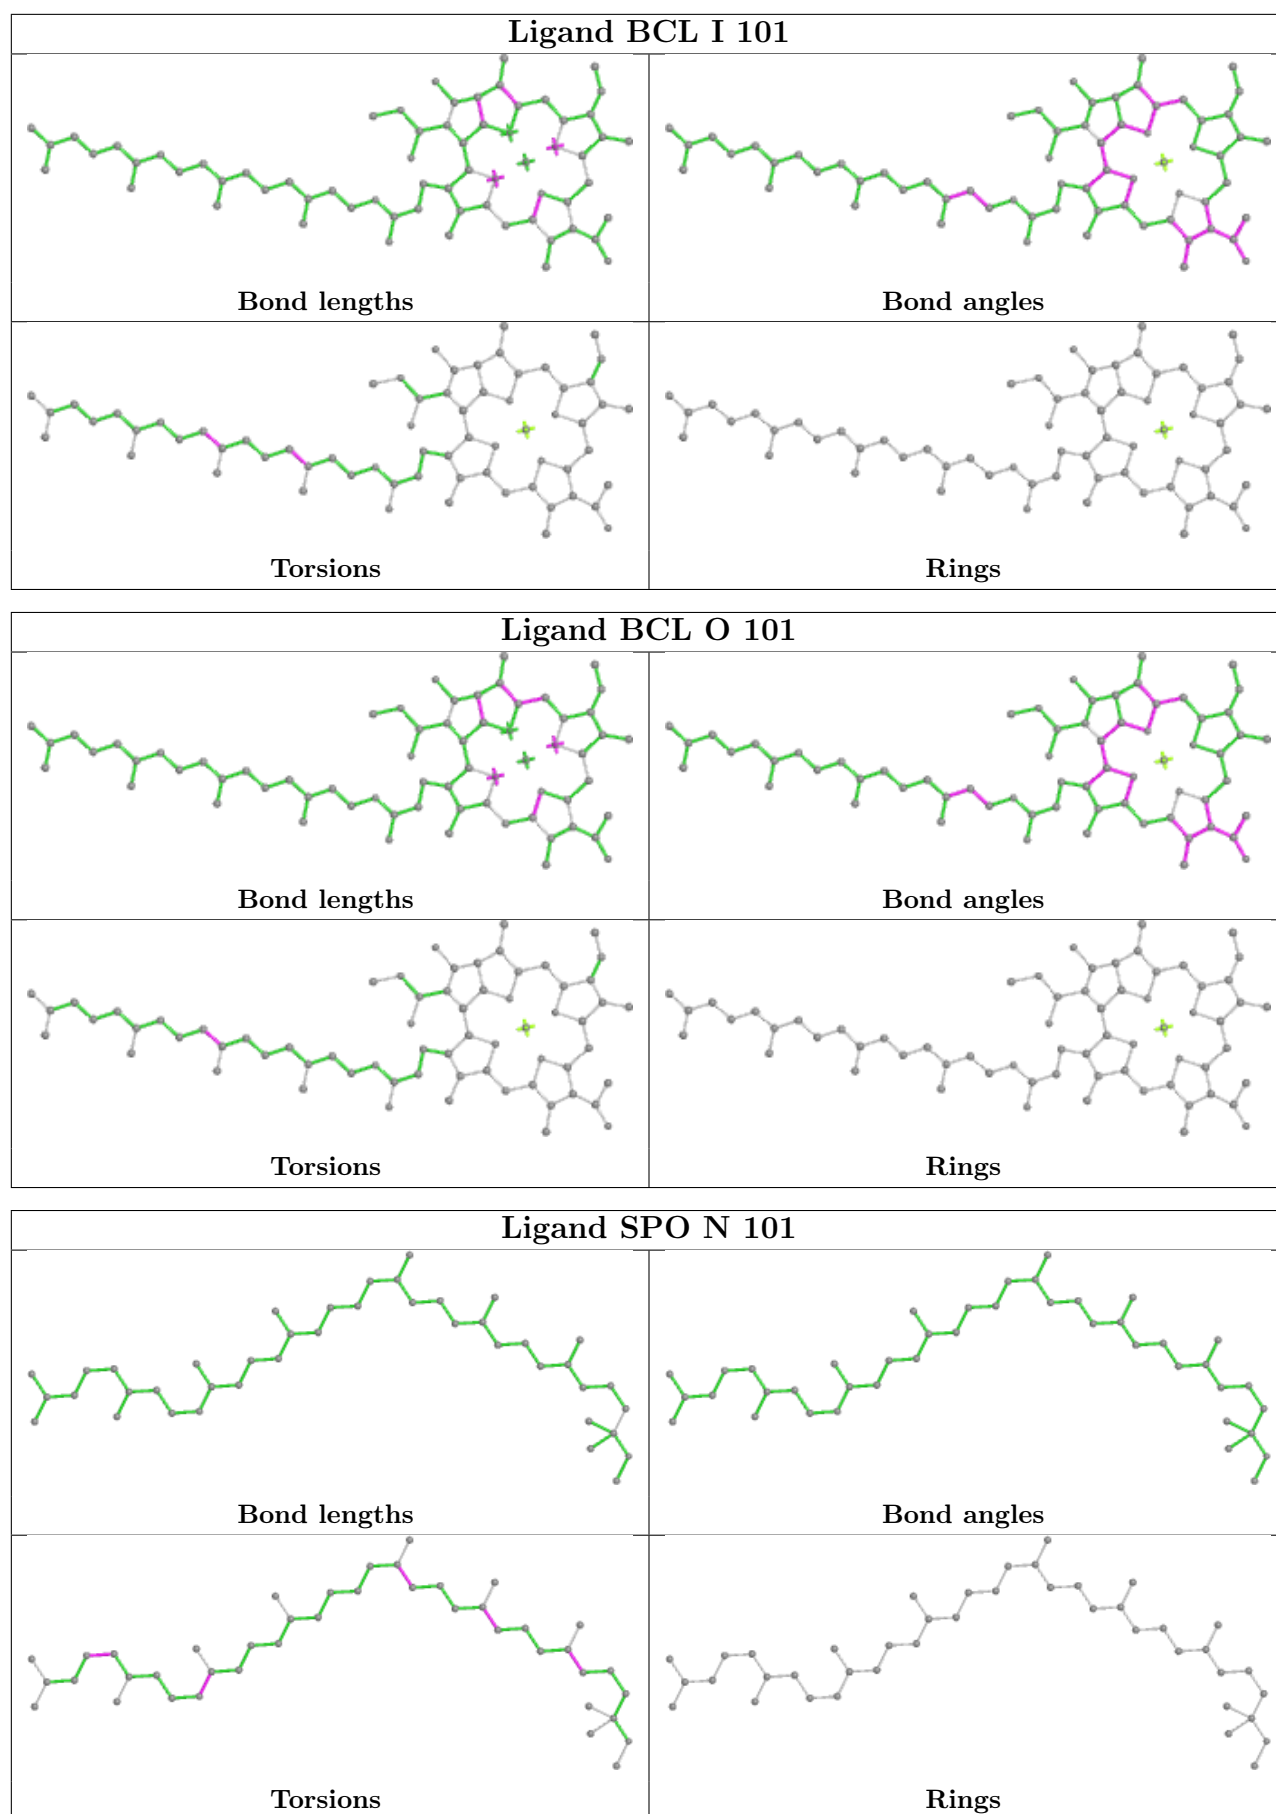 Ligand BCL I 101
Bond lengths
Bond angles
Torsions
Rings
Ligand BCL O 101
Bond lengths
Bond angles
Torsions
Rings
Ligand SPO N 101
Bond lengths
Bond angles
Torsions
Rings